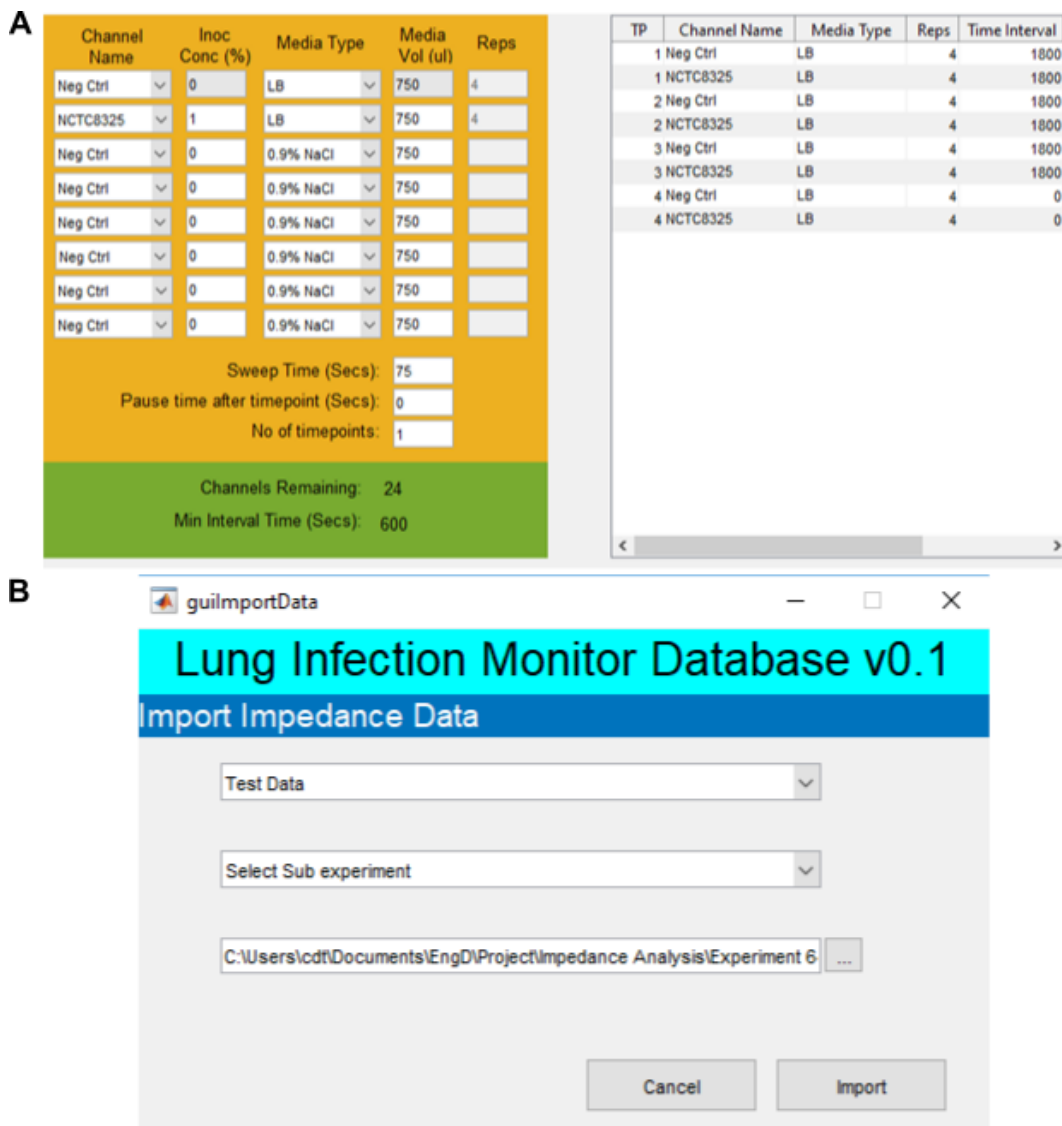 A
Channel Name Inoc Conc (%) Media Type Media Vol (ul) Reps
Neg Ctrl 0 LB 750 4
NCTC8325 1 LB 750 4
Neg Ctrl 0 0.9% NaCl 750
Neg Ctrl 0 0.9% NaCl 750
Neg Ctrl 0 0.9% NaCl 750
Neg Ctrl 0 0.9% NaCl 750
Neg Ctrl 0 0.9% NaCl 750
Neg Ctrl 0 0.9% NaCl 750
Sweep Time (Secs): 75
Pause time after timepoint (Secs): 0
No of timepoints: 1
Channels Remaining: 24
Min Interval Time (Secs): 600
TP Channel Name Media Type Reps Time Interval
1 Neg Ctrl LB 4 1800
1 NCTC8325 LB 4 1800
2 Neg Ctrl LB 4 1800
2 NCTC8325 LB 4 1800
3 Neg Ctrl LB 4 1800
3 NCTC8325 LB 4 1800
4 Neg Ctrl LB 4 0
4 NCTC8325 LB 4 0
B
guiImportData
Lung Infection Monitor Database v0.1
Import Impedance Data
Test Data
Select Sub experiment
C:\Users\cdt\Documents\EngD\Project\Impedance Analysis\Experiment 6 ...
Cancel Import